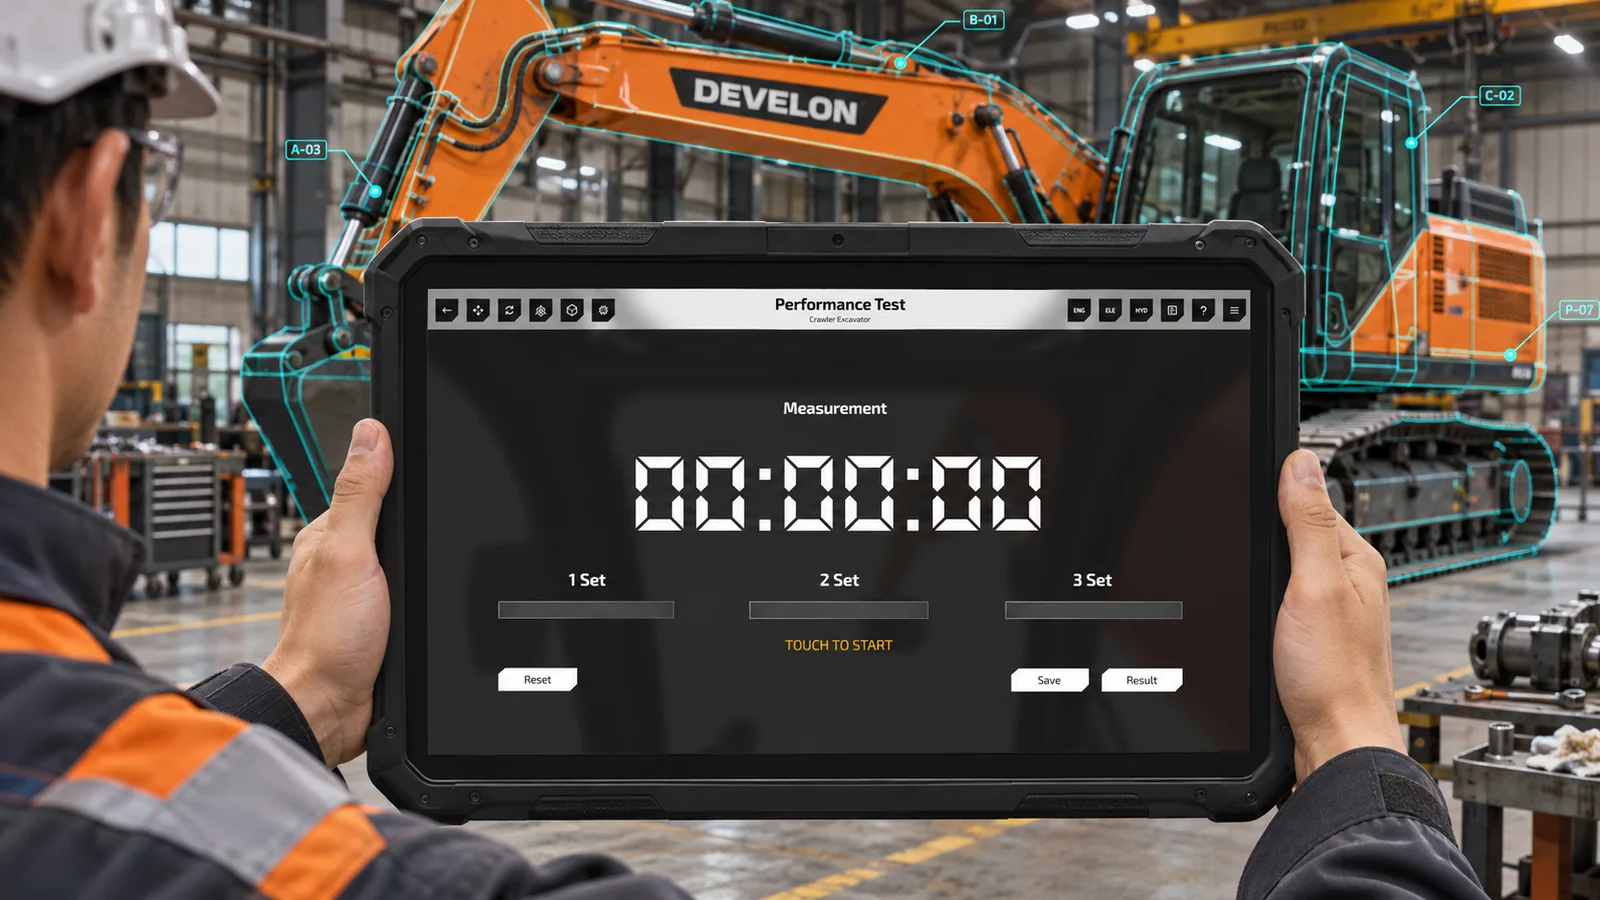 B-01
DEVELON
C-02
A-03
P-07
Performance Test
Crawler Excavator
ENG
ELE
HYD
?
Measurement
00:00:00
1 Set
2 Set
3 Set
TOUCH TO START
Reset
Save
Result